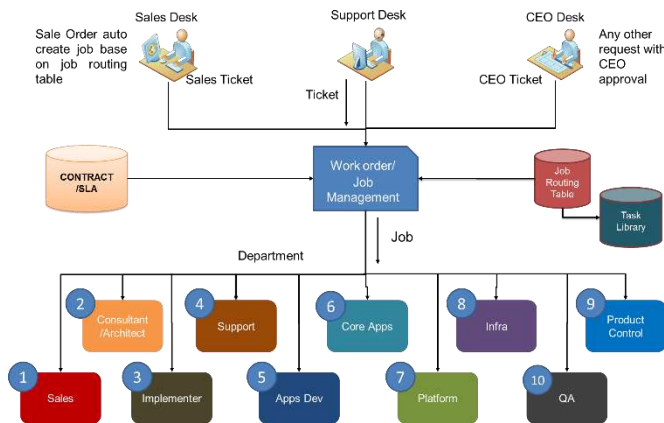 Sales Desk
Support Desk
CEO Desk
Sale Order auto
create job base
on job routing
table
Any other
request with
CEO
approval
Sales Ticket
Ticket
CEO Ticket
CONTRACT
/SLA
Work order/
Job
Management
Job
Routing
Table
Task
Library
Job
Department
2
Consultant
/Architect
4
Support
6
Core Apps
8
Infra
9
Product
Control
1
Sales
3
Implementer
5
Apps Dev
7
Platform
10
QA